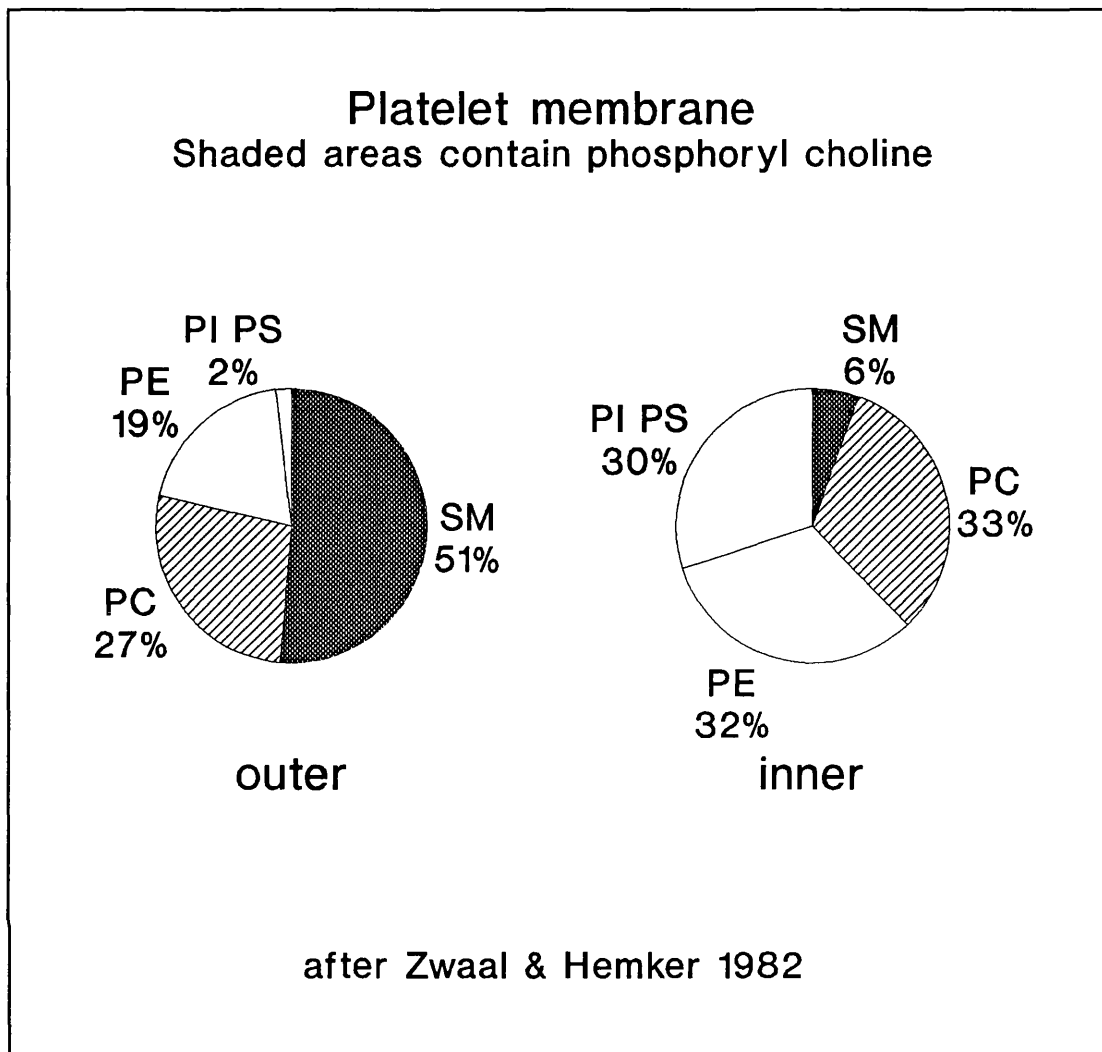 Platelet membrane
Shaded areas contain phosphoryl choline
PI PS
2%
PE
19%
SM
51%
PC
27%
outer
SM
6%
PI PS
30%
PC
33%
PE
32%
inner
after Zwaal & Hemker 1982